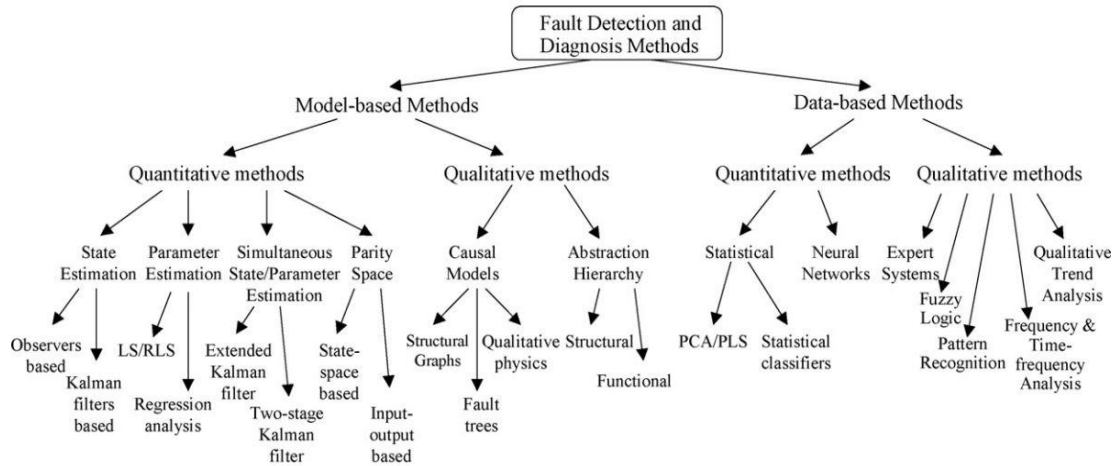 Fault Detection and
Diagnosis Methods
Model-based Methods
Data-based Methods
Quantitative methods
Qualitative methods
Quantitative methods
Qualitative methods
State
Estimation
Parameter
Estimation
Simultaneous
State/Parameter
Estimation
Parity
Space
Causal
Models
Abstraction
Hierarchy
Statistical
Neural
Networks
Expert
Systems
Fuzzy
Logic
Pattern
Recognition
Frequency &
Time-
frequency
Analysis
Qualitative
Trend
Analysis
Observers
based
Kalman
filters
based
LS/RLS
Regression
analysis
Extended
Kalman
filter
Two-stage
Kalman
filter
State-
space
based
Input-
output
based
Structural
Graphs
Fault
trees
Qualitative
physics
Structural
Functional
PCA/PLS
Statistical
classifiers